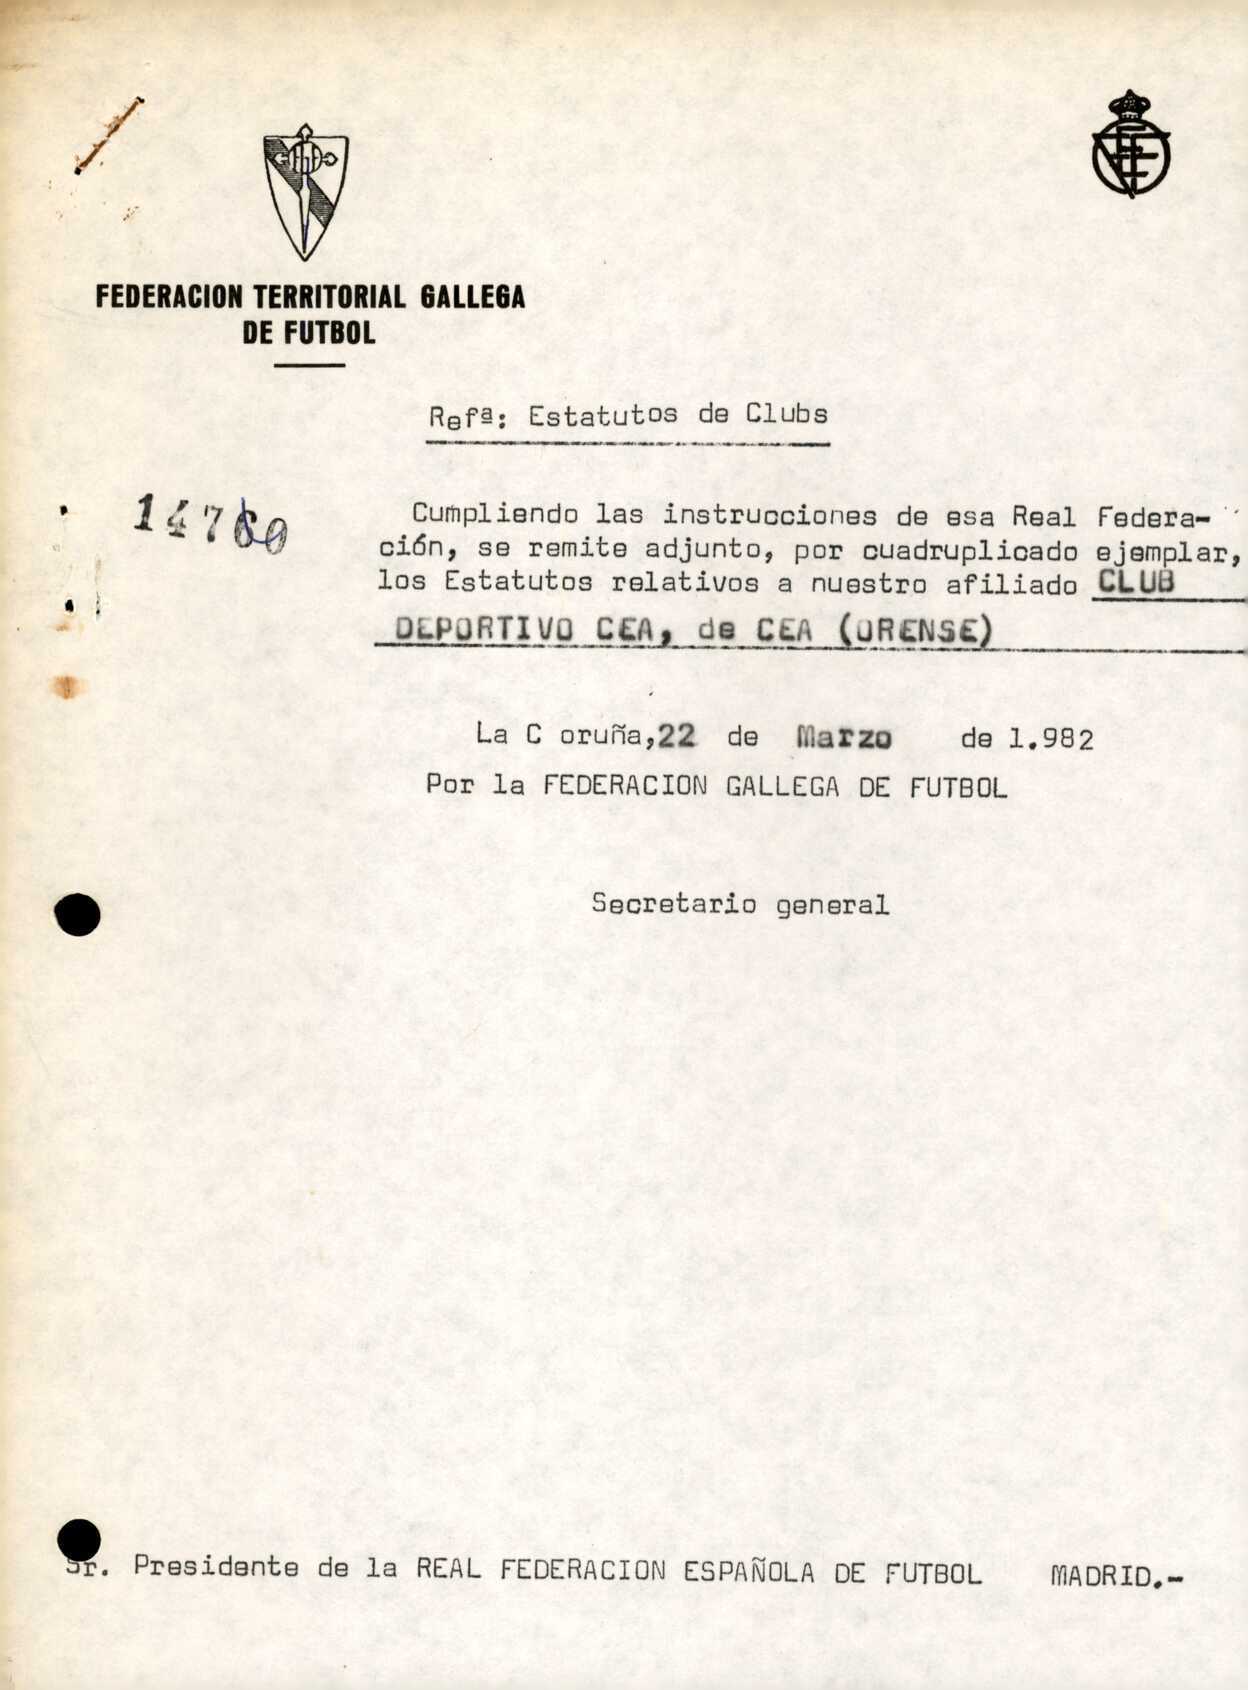 FEDERACION TERRITORIAL GALLEGA
DE FUTBOL
Refª: Estatutos de Clubs
Cumpliendo las instrucciones de esa Real Federa-
ción, se remite adjunto, por cuadruplicado ejemplar,
los Estatutos relativos a nuestro afiliado CLUB
DEPORTIVO CEA, de CEA (ORENSE)
La C oruña,22 de Marzo de 1.982
Por la FEDERACION GALLEGA DE FUTBOL
Secretario general
Sr. Presidente de la REAL FEDERACION ESPAÑOLA DE FUTBOL MADRID.-